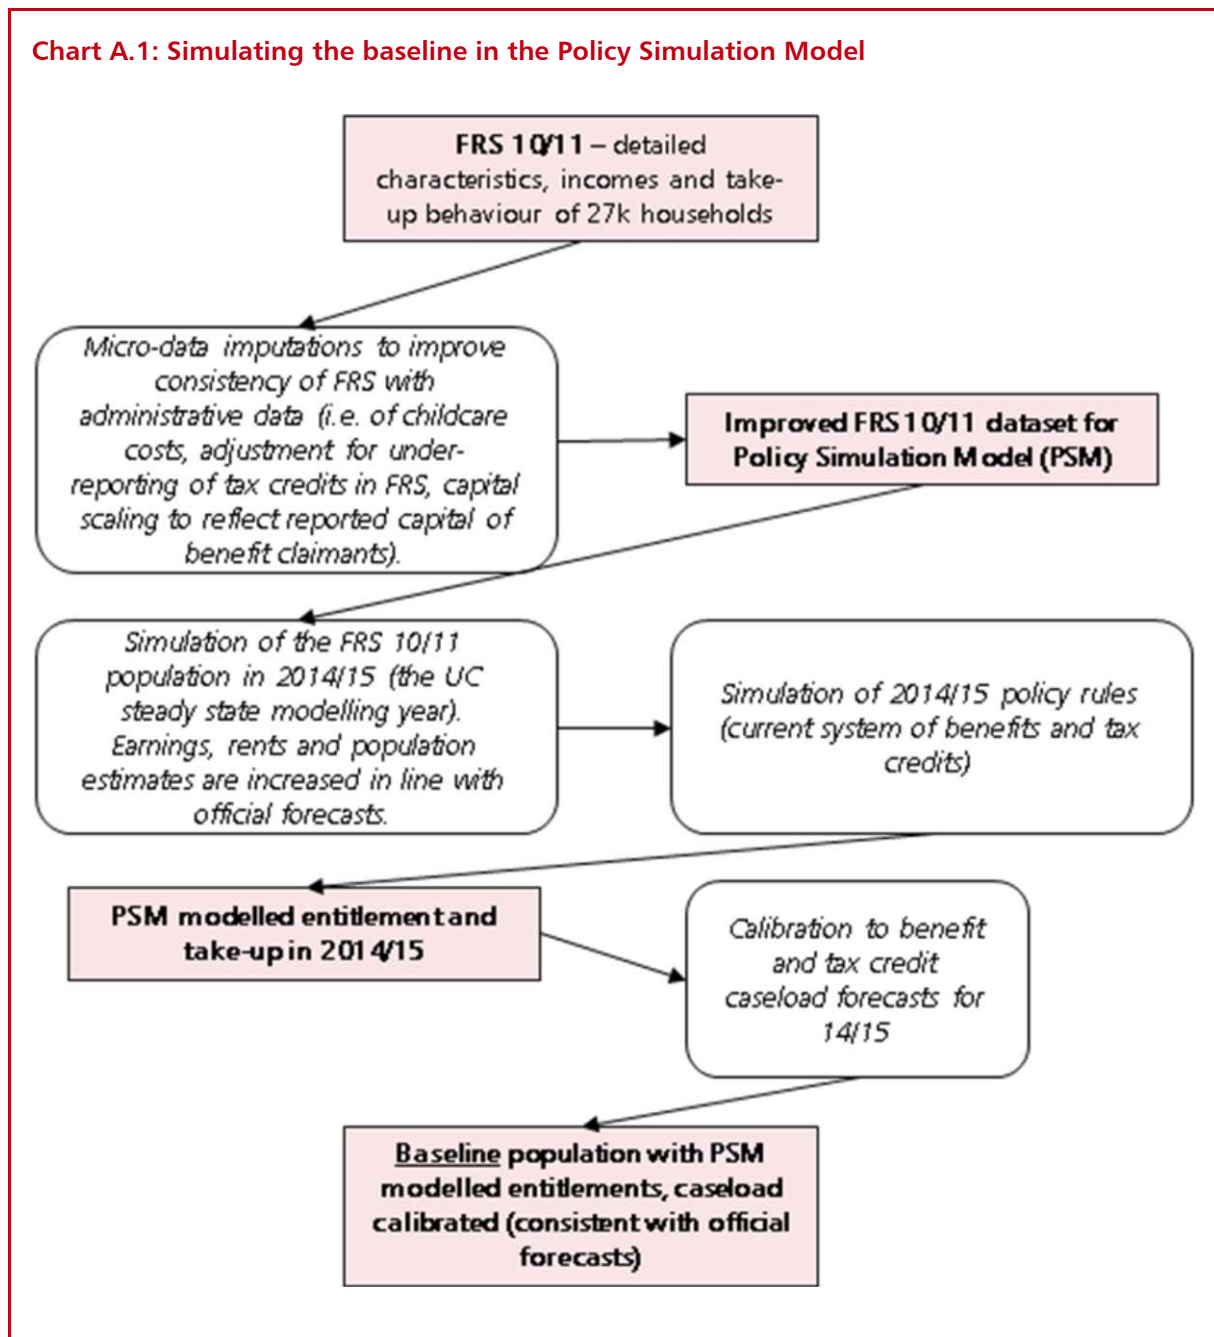 Chart A.1: Simulating the baseline in the Policy Simulation Model
FRS 10/11 – detailed
characteristics, incomes and take-
up behaviour of 27k households
Micro-data imputations to improve
consistency of FRS with
administrative data (i.e. of childcare
costs, adjustment for under-
reporting of tax credits in FRS, capital
scaling to reflect reported capital of
benefit claimants).
Improved FRS 10/11 dataset for
Policy Simulation Model (PSM)
Simulation of the FRS 10/11
population in 2014/15 (the UC
steady state modelling year).
Earnings, rents and population
estimates are increased in line with
official forecasts.
Simulation of 2014/15 policy rules
(current system of benefits and tax
credits)
PSM modelled entitlement and
take-up in 2014/15
Calibration to benefit
and tax credit
caseload forecasts for
14/15
Baseline population with PSM
modelled entitlements, caseload
calibrated (consistent with official
forecasts)